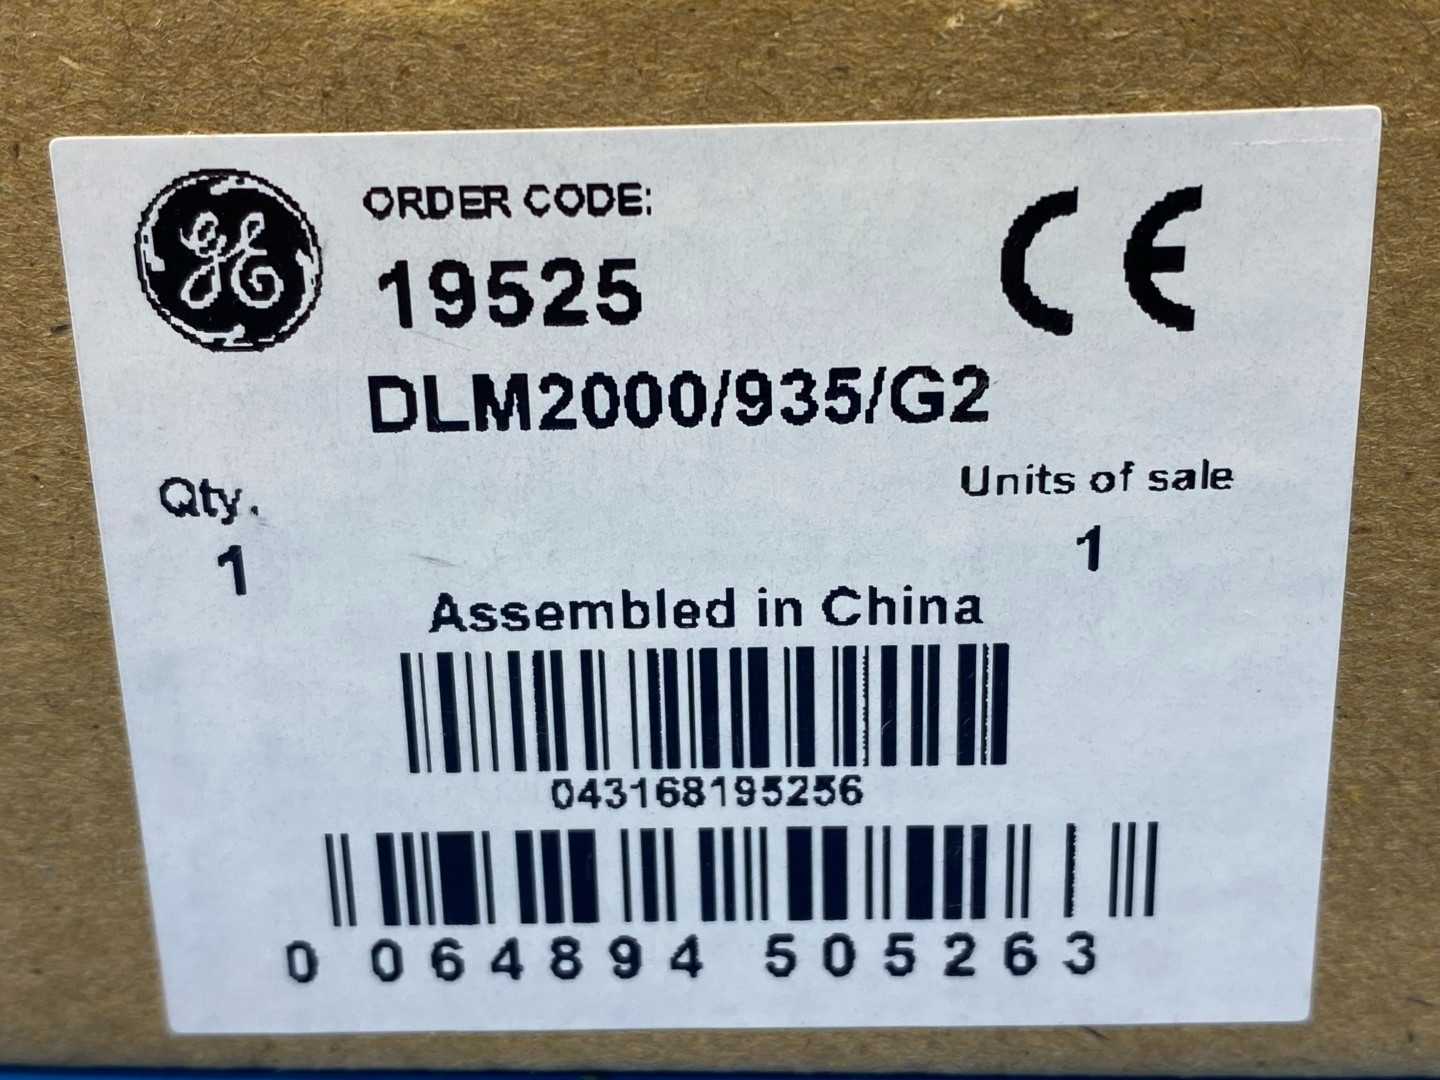 GE
ORDER CODE:
19525
CE
DLM2000/935/G2
Qty.
Units of sale
1
1
Assembled in China
043168195256
0 064894 505263